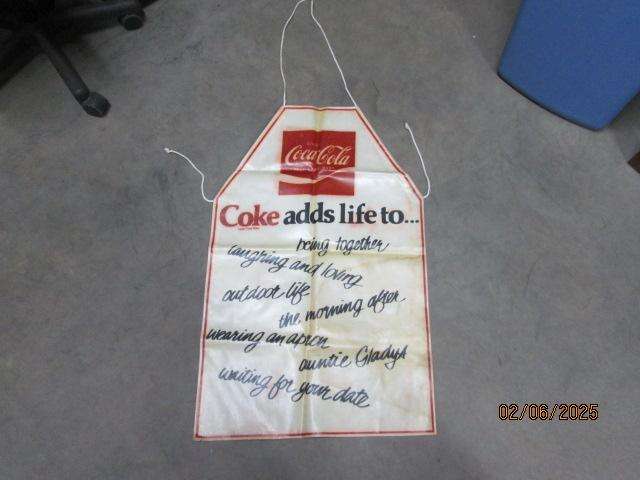 Coca-Cola
Coke adds life to...
being together
laughing and loving
outdoor life
the morning after
wearing an apron
auntie Gladys
waiting for your date
02/06/2025